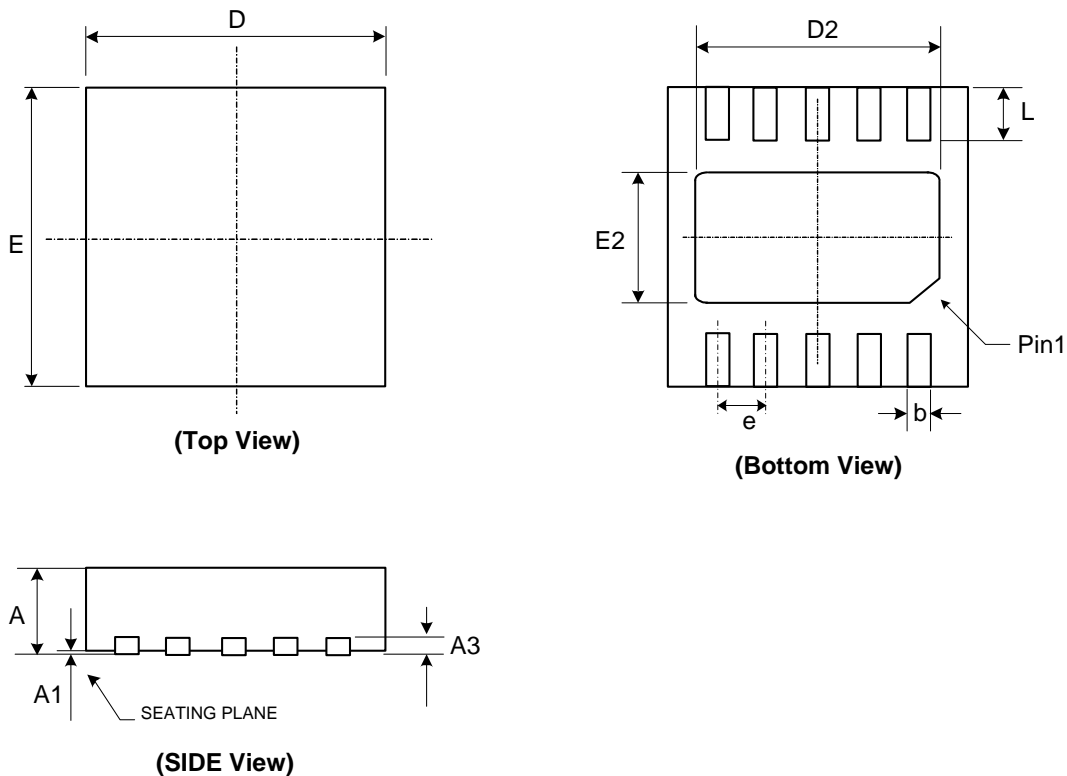 D
E
(Top View)
D2
L
E2
Pin1
e
b
(Bottom View)
A
A1
A3
SEATING PLANE
(SIDE View)